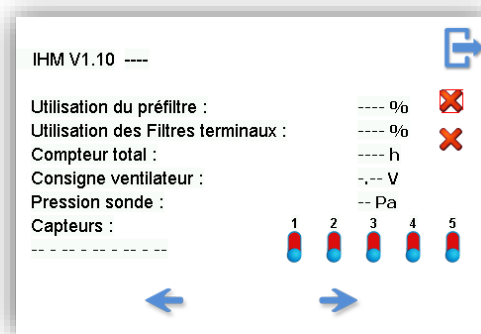 IHM V1.10 ----
Utilisation du préfiltre : ---- %
Utilisation des Filtres terminaux : ---- %
Compteur total : ---- h
Consigne ventilateur : -.-- V
Pression sonde : -- Pa
Capteurs : 1 2 3 4 5
-- - -- - -- - -- - --